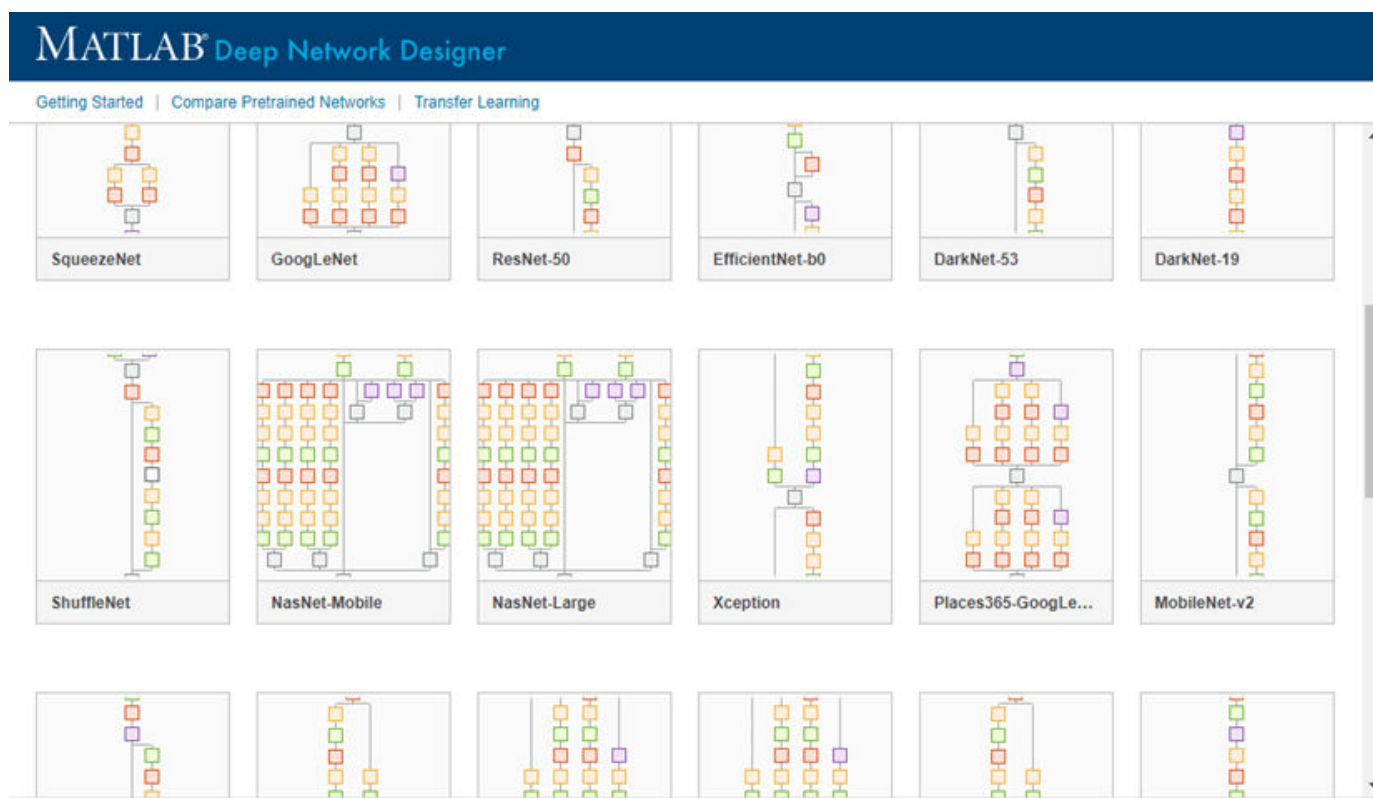 MATLAB® Deep Network Designer
Getting Started | Compare Pretrained Networks | Transfer Learning
SqueezeNet
GoogLeNet
ResNet-50
EfficientNet-b0
DarkNet-53
DarkNet-19
ShuffleNet
NasNet-Mobile
NasNet-Large
Xception
Places365-GoogLe...
MobileNet-v2